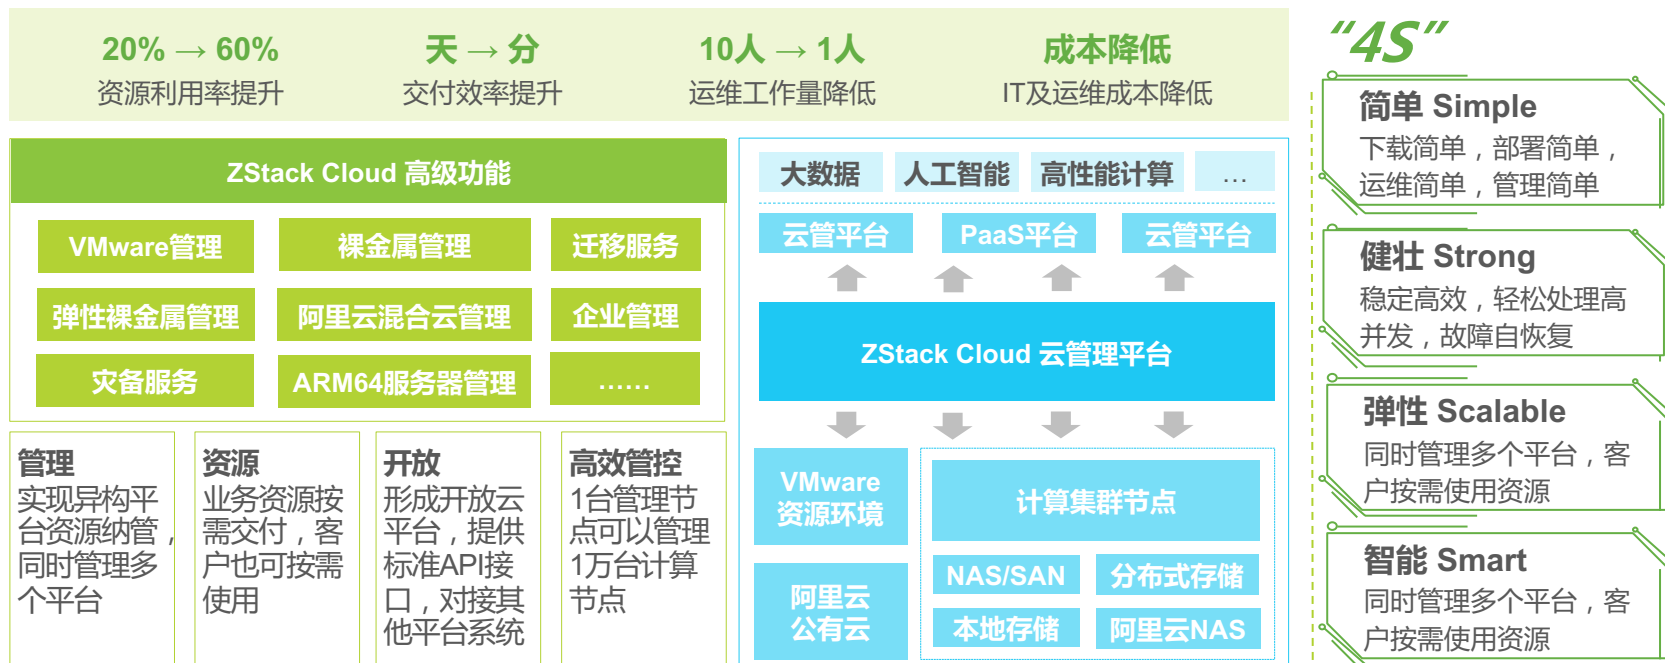 20% → 60%
资源利用率提升
天 → 分
交付效率提升
10人 → 1人
运维工作量降低
成本降低
IT及运维成本降低
ZStack Cloud 高级功能
VMware管理
裸金属管理
迁移服务
弹性裸金属管理
阿里云混合云管理
企业管理
灾备服务
ARM64服务器管理
……
管理
实现异构平
台资源纳管，
同时管理多
个平台
资源
业务资源按
需交付，客
户也可按需
使用
开放
形成开放云
平台，提供
标准API接
口，对接其
他平台系统
高效管控
1台管理节
点可以管理
1万台计算
节点
大数据
人工智能
高性能计算
…
云管平台
PaaS平台
云管平台
ZStack Cloud 云管理平台
VMware
资源环境
阿里云
公有云
计算集群节点
NAS/SAN
分布式存储
本地存储
阿里云NAS
“4S”
简单 Simple
下载简单，部署简单，
运维简单，管理简单
健壮 Strong
稳定高效，轻松处理高
并发，故障自恢复
弹性 Scalable
同时管理多个平台，客
户按需使用资源
智能 Smart
同时管理多个平台，客
户按需使用资源